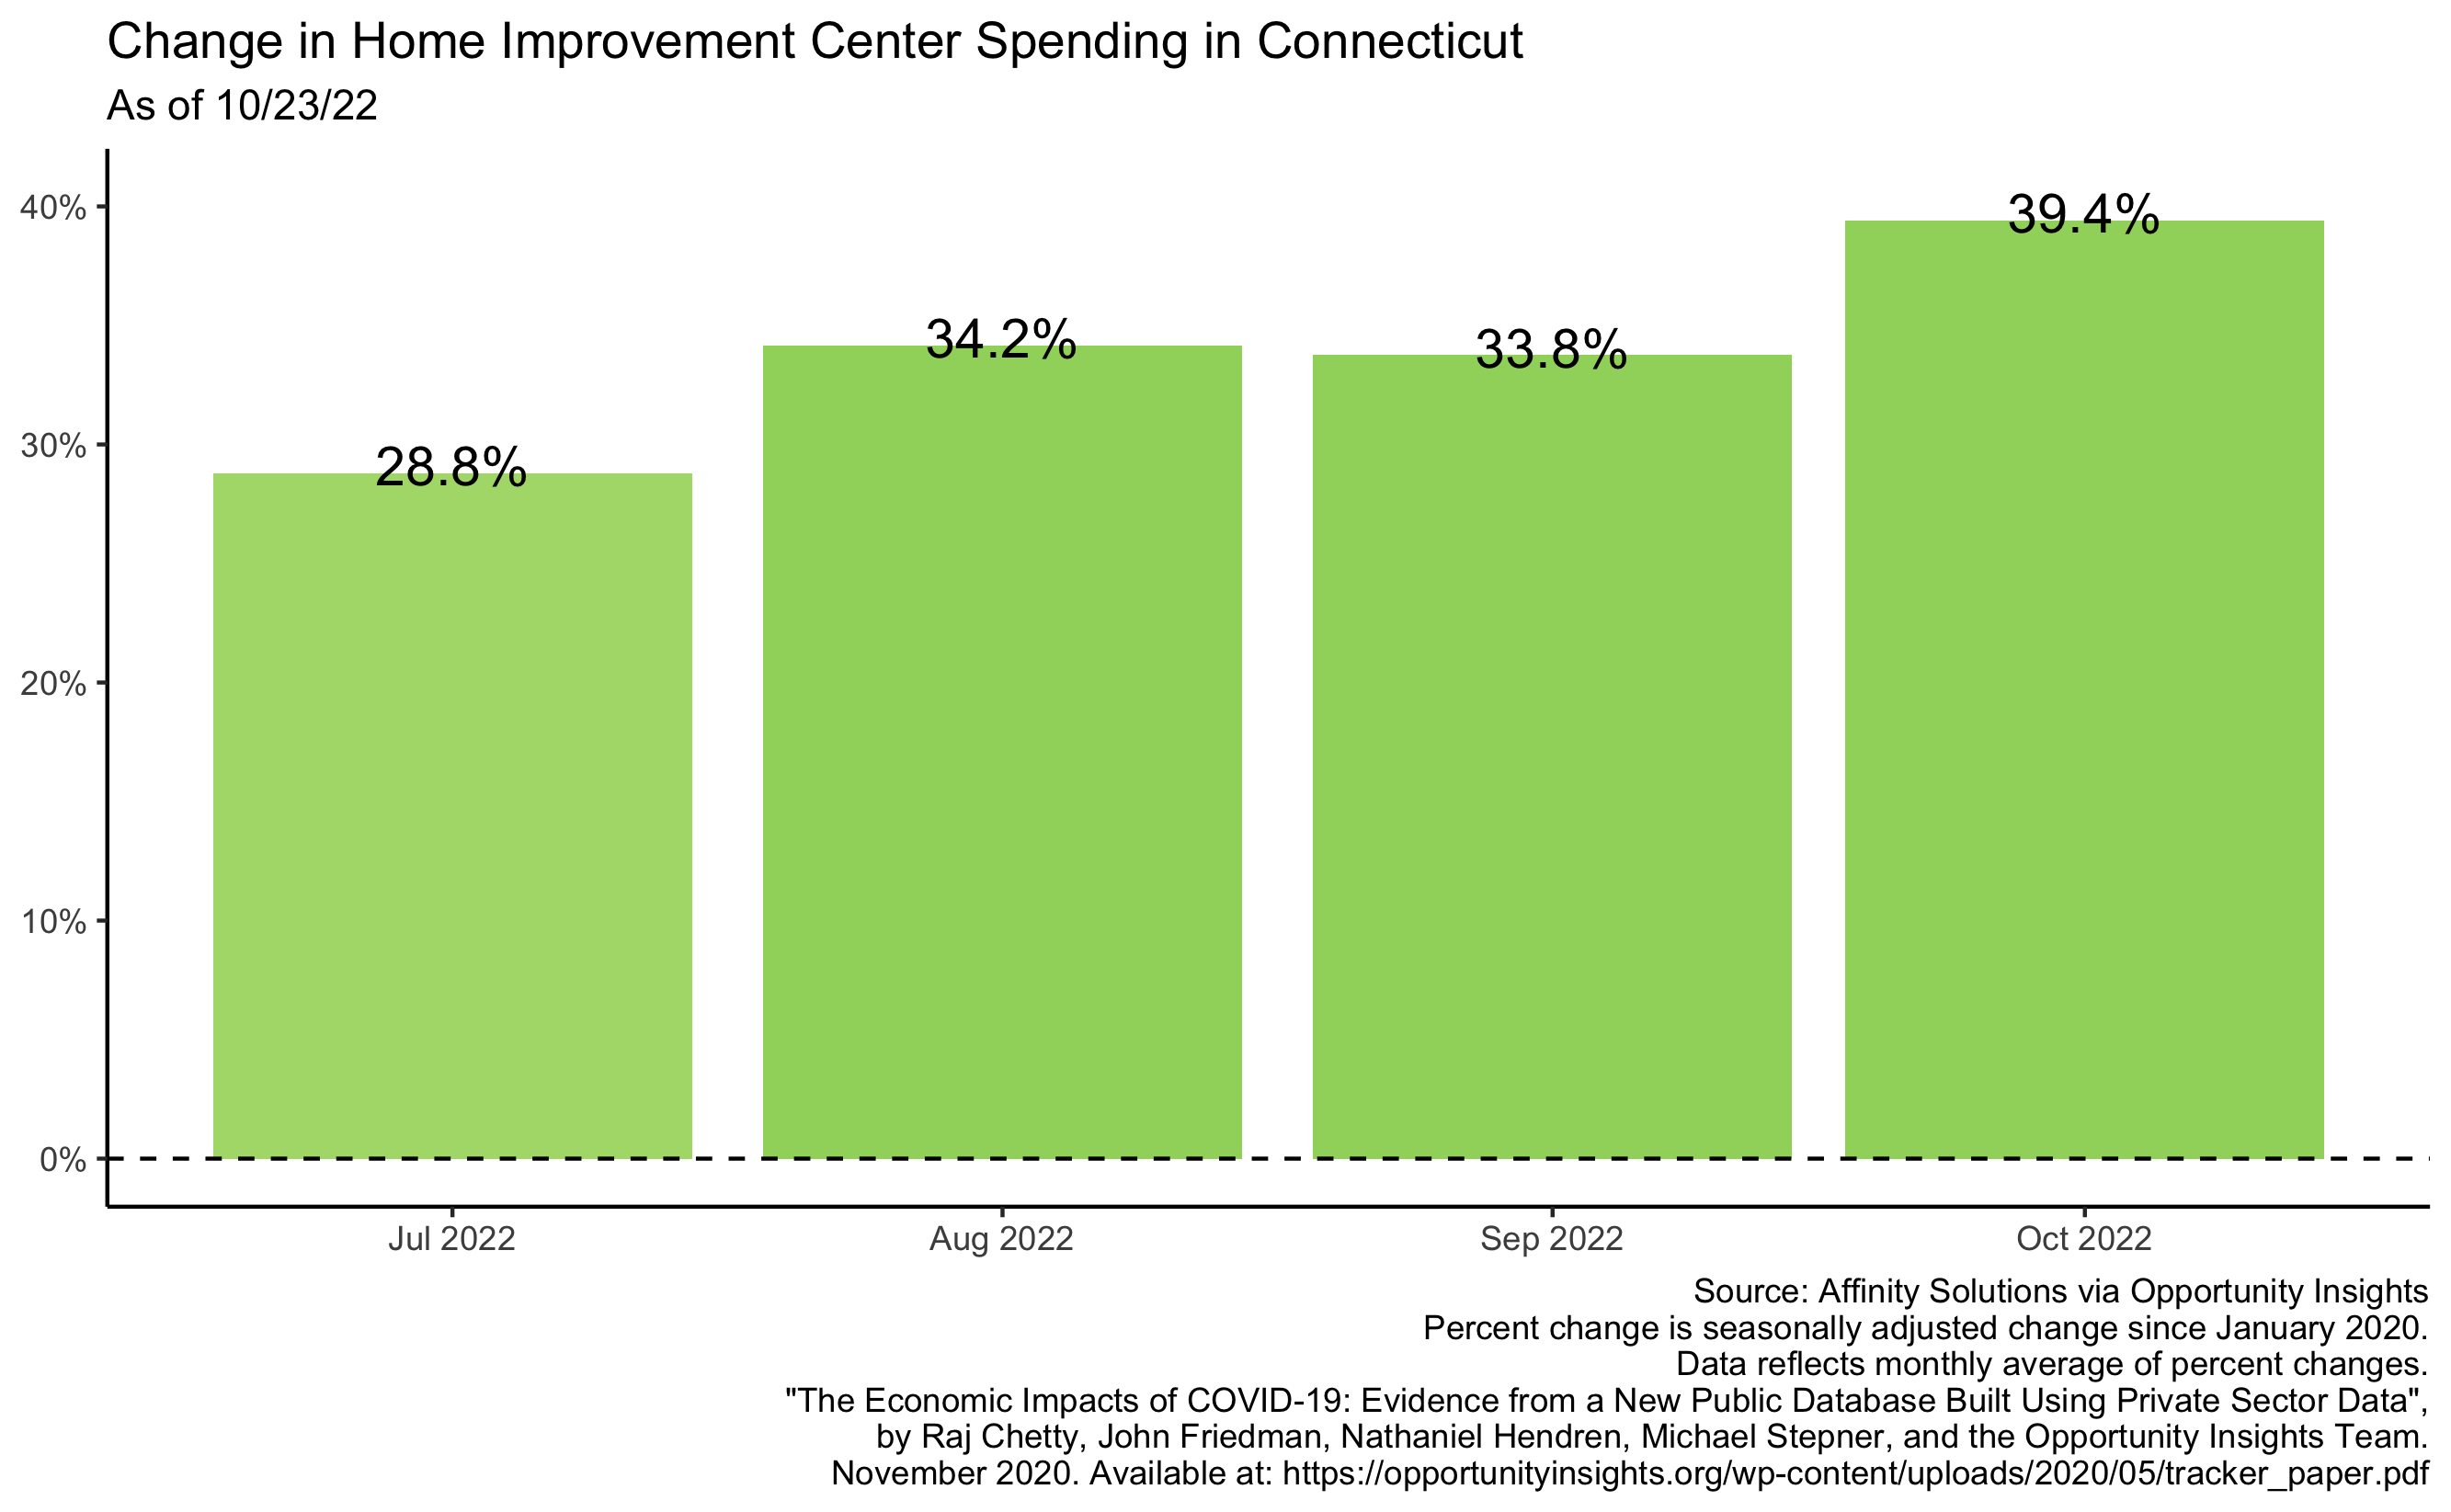 Change in Home Improvement Center Spending in Connecticut
As of 10/23/22
40%
30%
20%
10%
0%
28.8%
34.2%
33.8%
39.4%
Jul 2022
Aug 2022
Sep 2022
Oct 2022
Source: Affinity Solutions via Opportunity Insights
Percent change is seasonally adjusted change since January 2020.
Data reflects monthly average of percent changes.
"The Economic Impacts of COVID-19: Evidence from a New Public Database Built Using Private Sector Data",
by Raj Chetty, John Friedman, Nathaniel Hendren, Michael Stepner, and the Opportunity Insights Team.
November 2020. Available at: https://opportunityinsights.org/wp-content/uploads/2020/05/tracker_paper.pdf